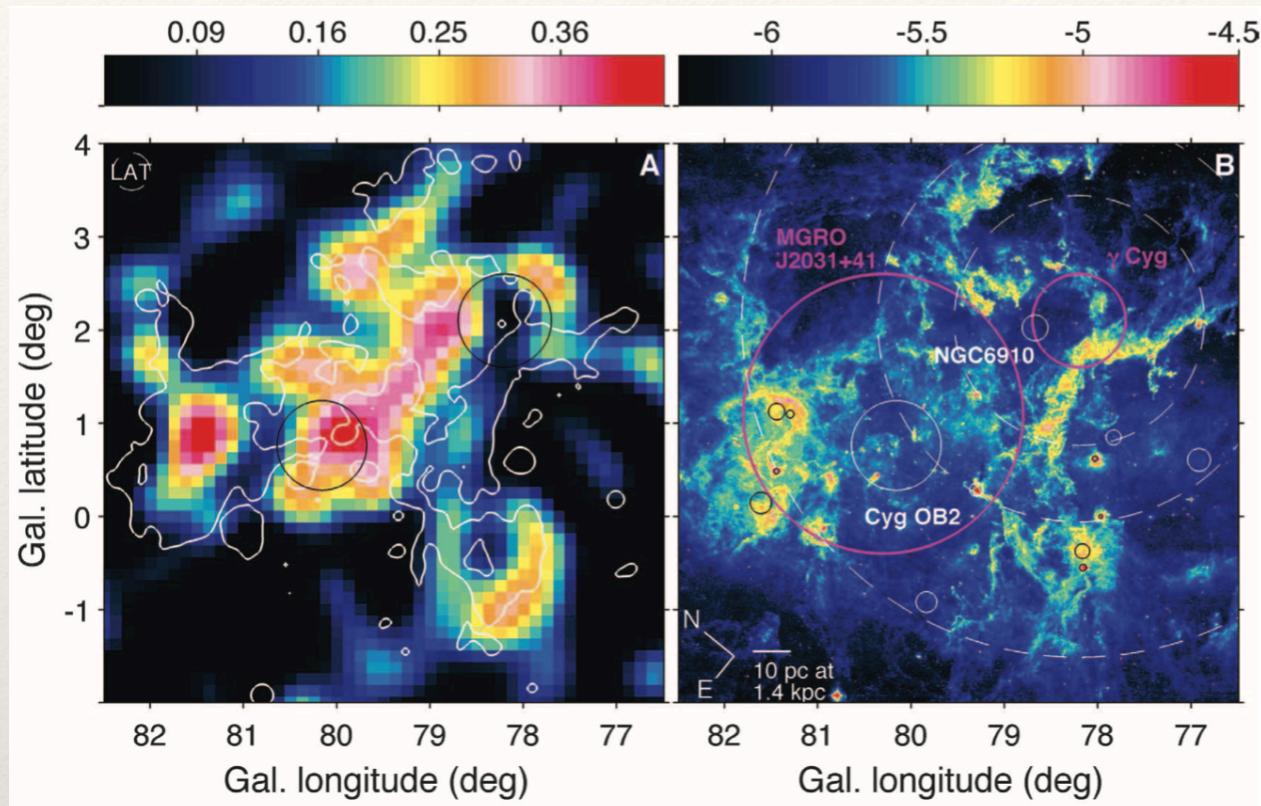 0.09 0.16 0.25 0.36
-6 -5.5 -5 -4.5
LAT
A
B
MGRO
J2031+41
γ Cyg
NGC6910
Cyg OB2
N
E
10 pc at
1.4 kpc
4
3
2
1
0
-1
Gal. latitude (deg)
82 81 80 79 78 77
82 81 80 79 78 77
Gal. longitude (deg)
Gal. longitude (deg)